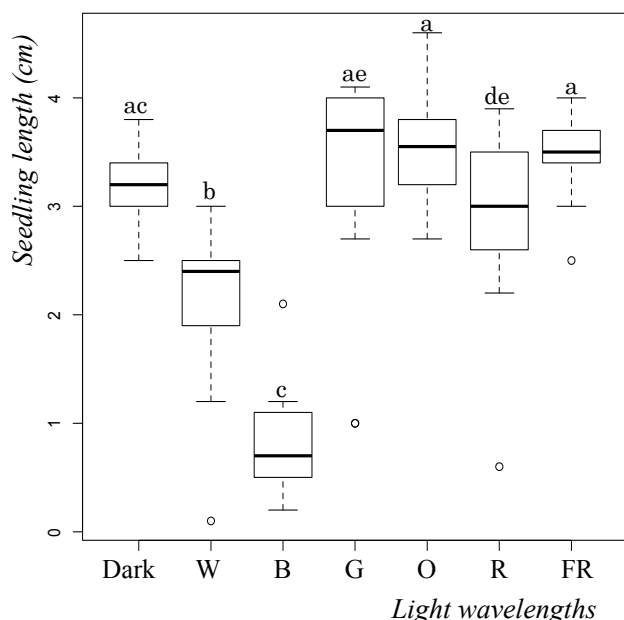 Seedling length (cm)
4
3
2
1
0
ac
b
c
ae
a
de
a
Dark W B G O R FR
Light wavelengths